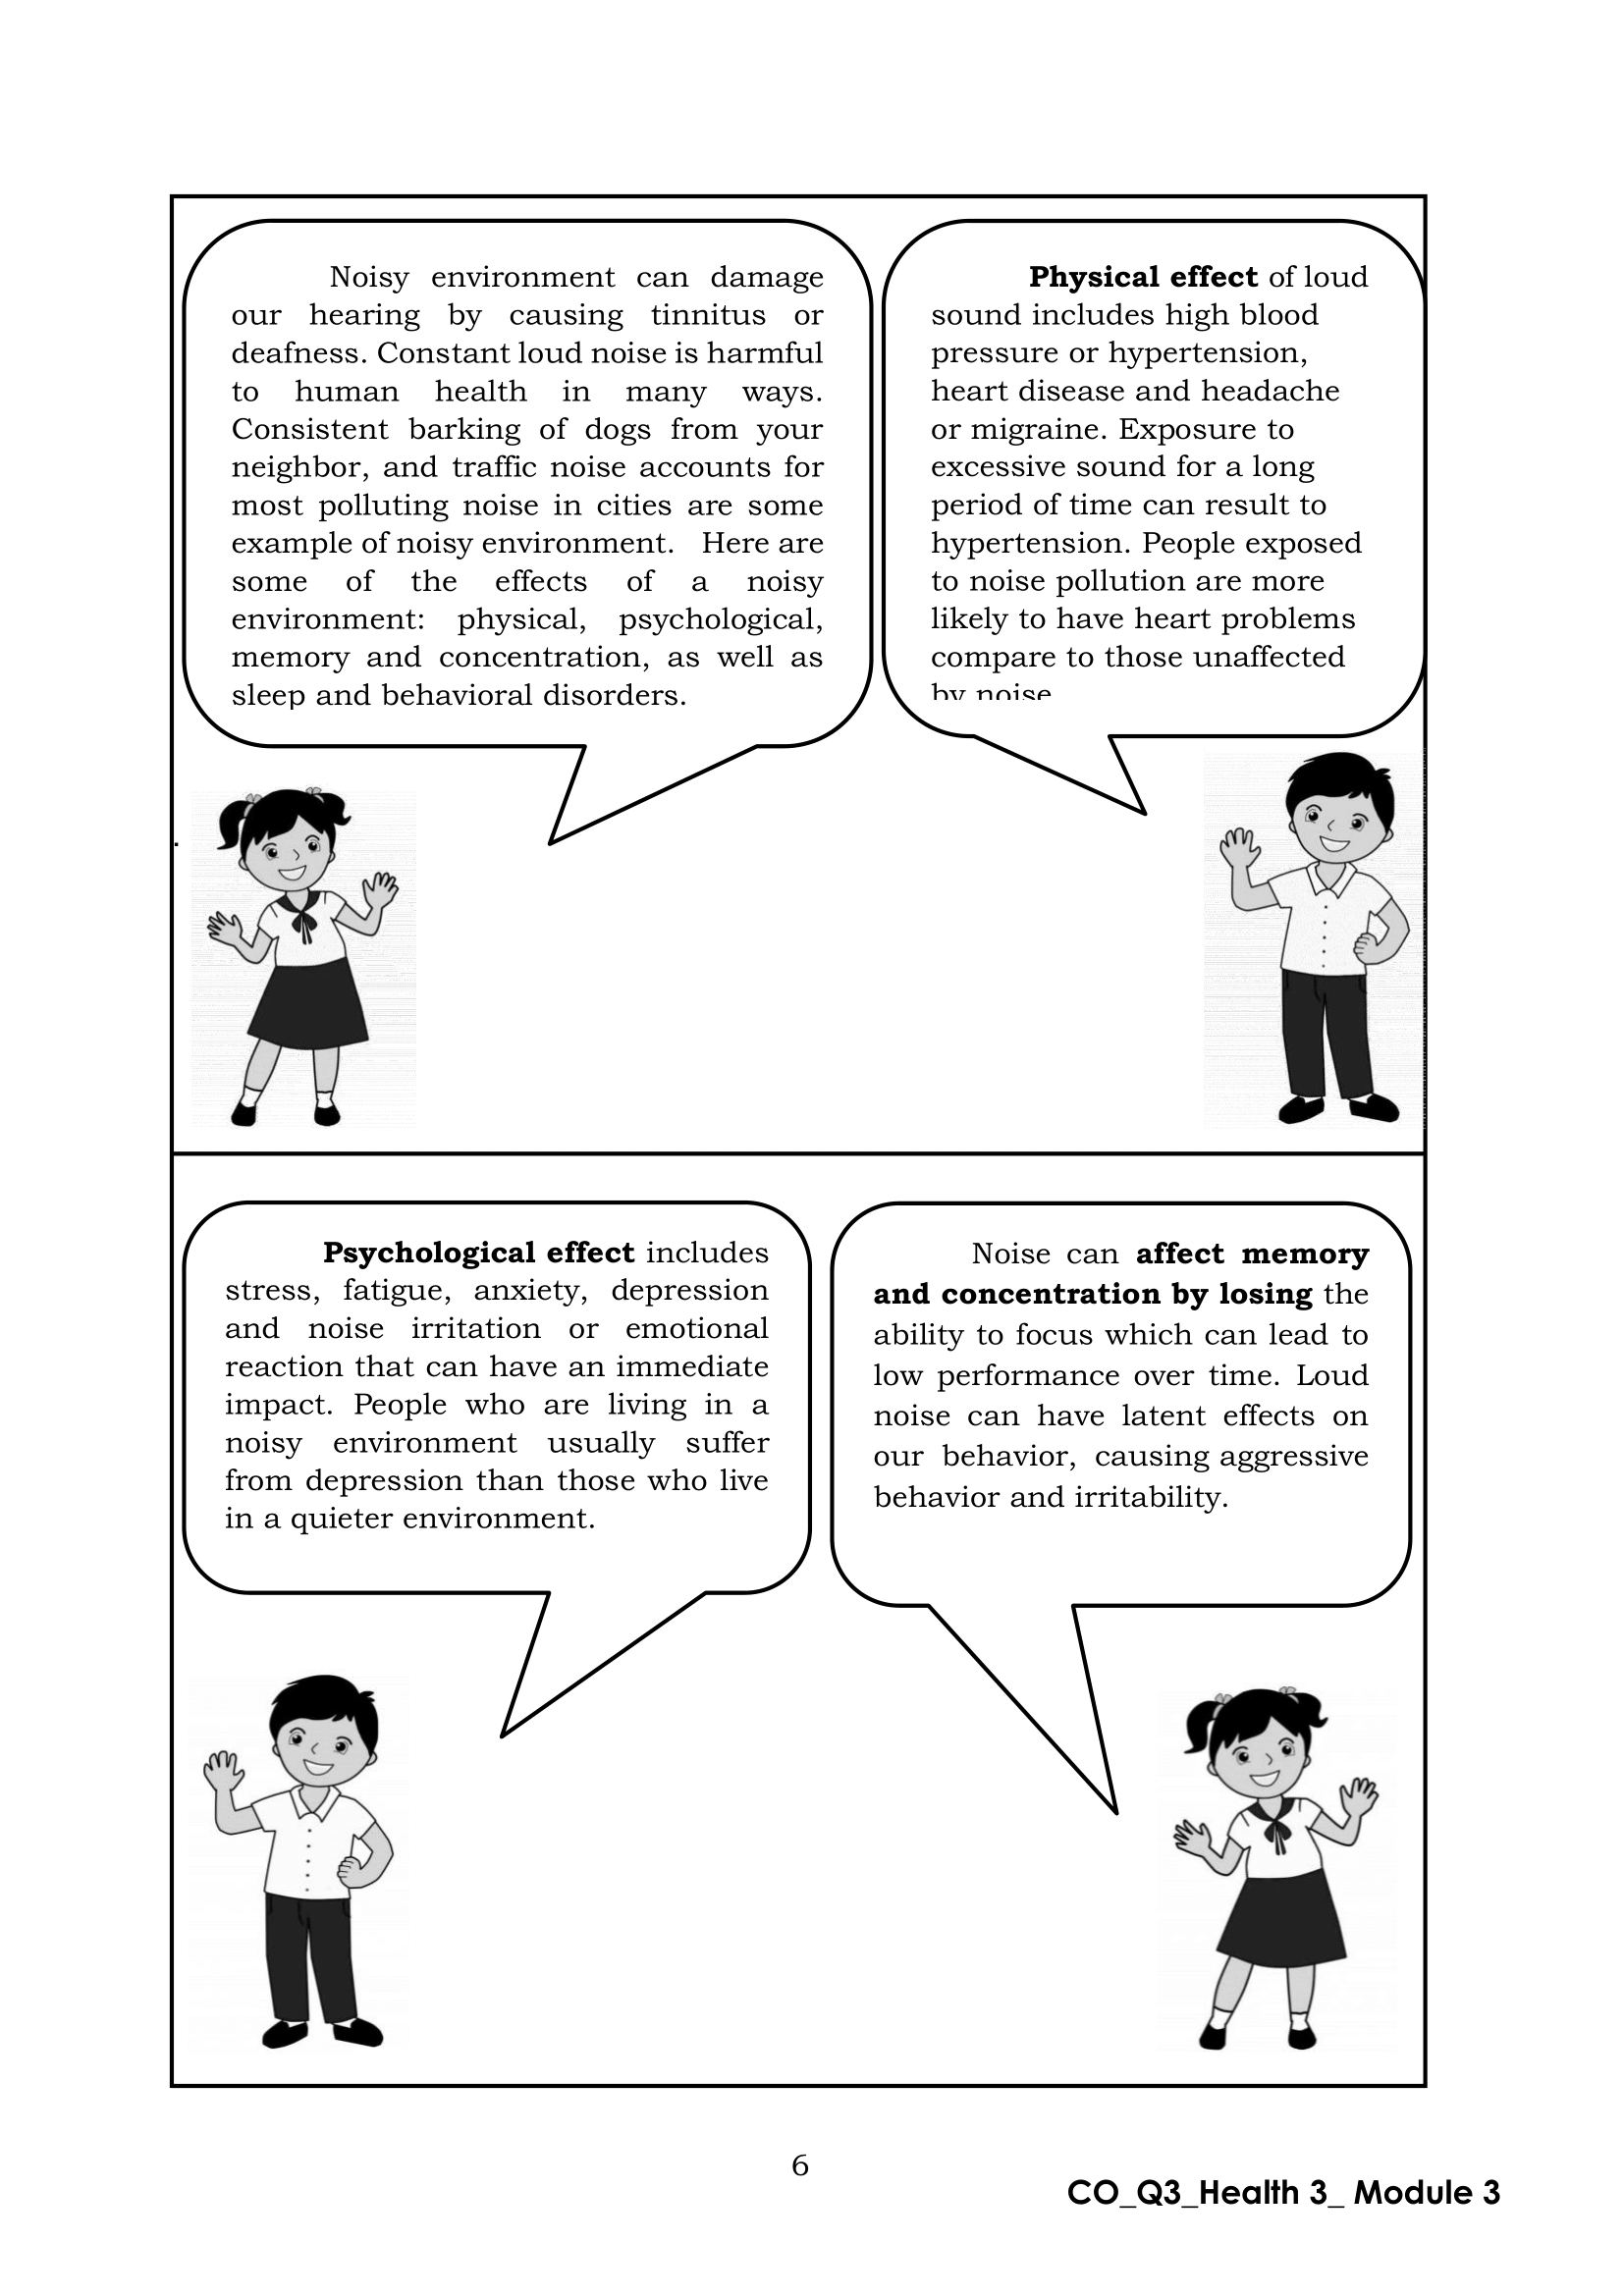 Noisy environment can damage
our hearing by causing tinnitus or
deafness. Constant loud noise is harmful
to human health in many ways.
Consistent barking of dogs from your
neighbor, and traffic noise accounts for
most polluting noise in cities are some
example of noisy environment. Here are
some of the effects of a noisy
environment: physical, psychological,
memory and concentration, as well as
sleep and behavioral disorders.
Physical effect of loud
sound includes high blood
pressure or hypertension,
heart disease and headache
or migraine. Exposure to
excessive sound for a long
period of time can result to
hypertension. People exposed
to noise pollution are more
likely to have heart problems
compare to those unaffected
by noise
.
Psychological effect includes
stress, fatigue, anxiety, depression
and noise irritation or emotional
reaction that can have an immediate
impact. People who are living in a
noisy environment usually suffer
from depression than those who live
in a quieter environment.
Noise can affect memory
and concentration by losing the
ability to focus which can lead to
low performance over time. Loud
noise can have latent effects on
our behavior, causing aggressive
behavior and irritability.
6
CO_Q3_Health 3_ Module 3